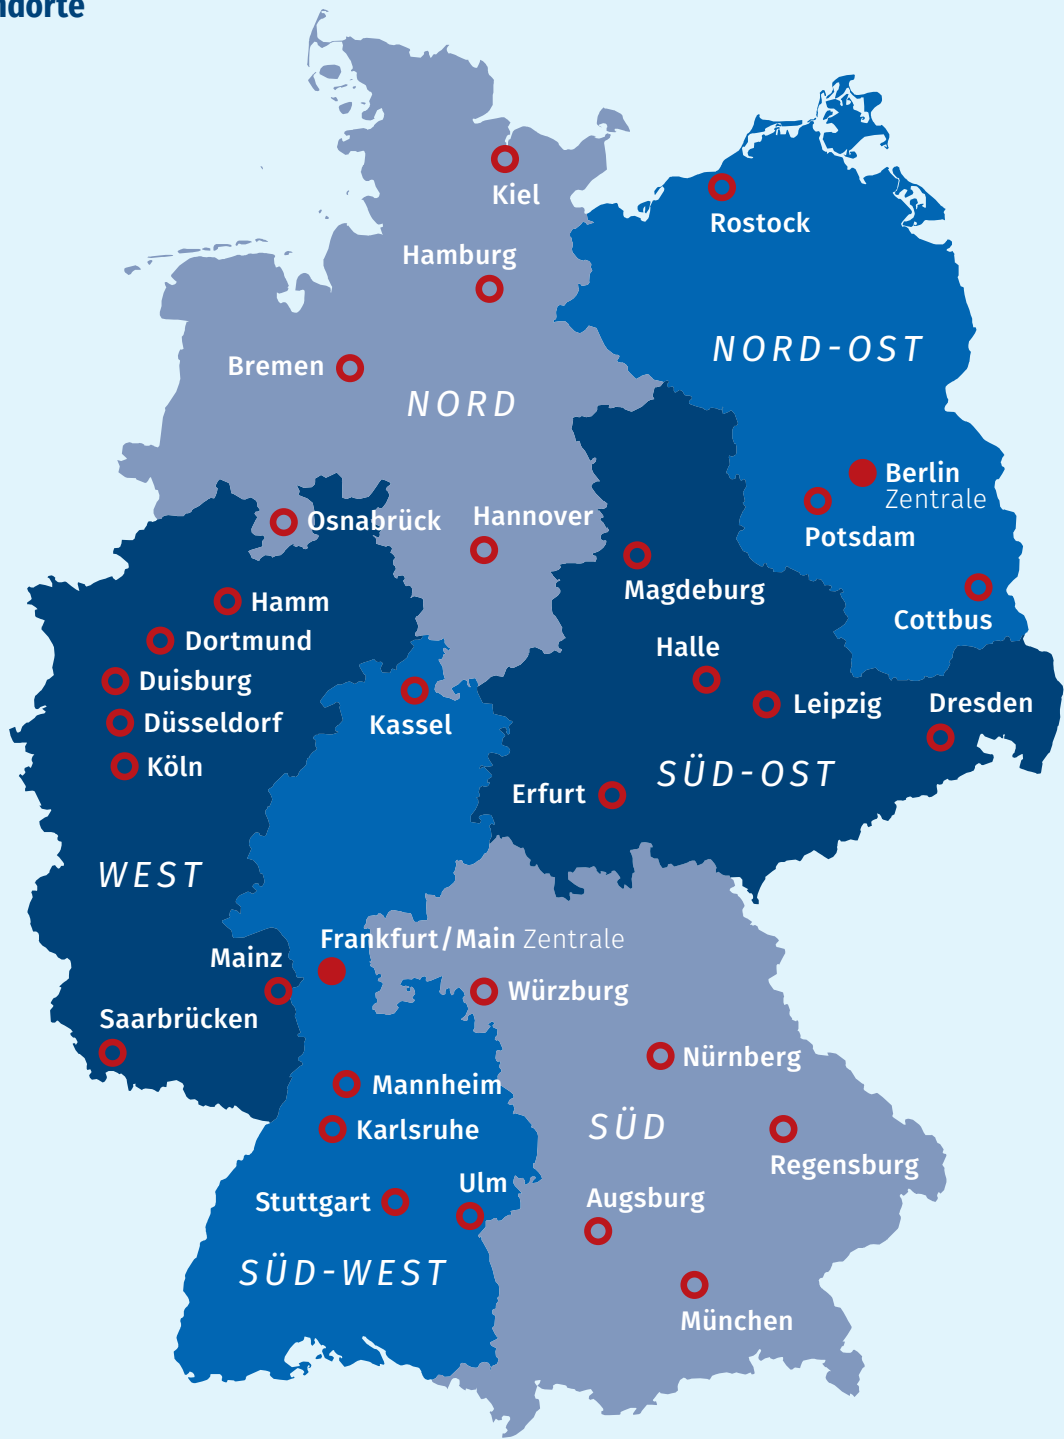 Kiel
Rostock
Hamburg
NORD-OST
Bremen
NORD
Berlin
Zentrale
Osnabrück
Hannover
Potsdam
Magdeburg
Hamm
Cottbus
Dortmund
Halle
Duisburg
Leipzig
Dresden
Düsseldorf
Kassel
Köln
SÜD-OST
Erfurt
WEST
Frankfurt/Main Zentrale
Mainz
Würzburg
Saarbrücken
Nürnberg
Mannheim
SÜD
Karlsruhe
Regensburg
Ulm
Augsburg
Stuttgart
SÜD-WEST
München